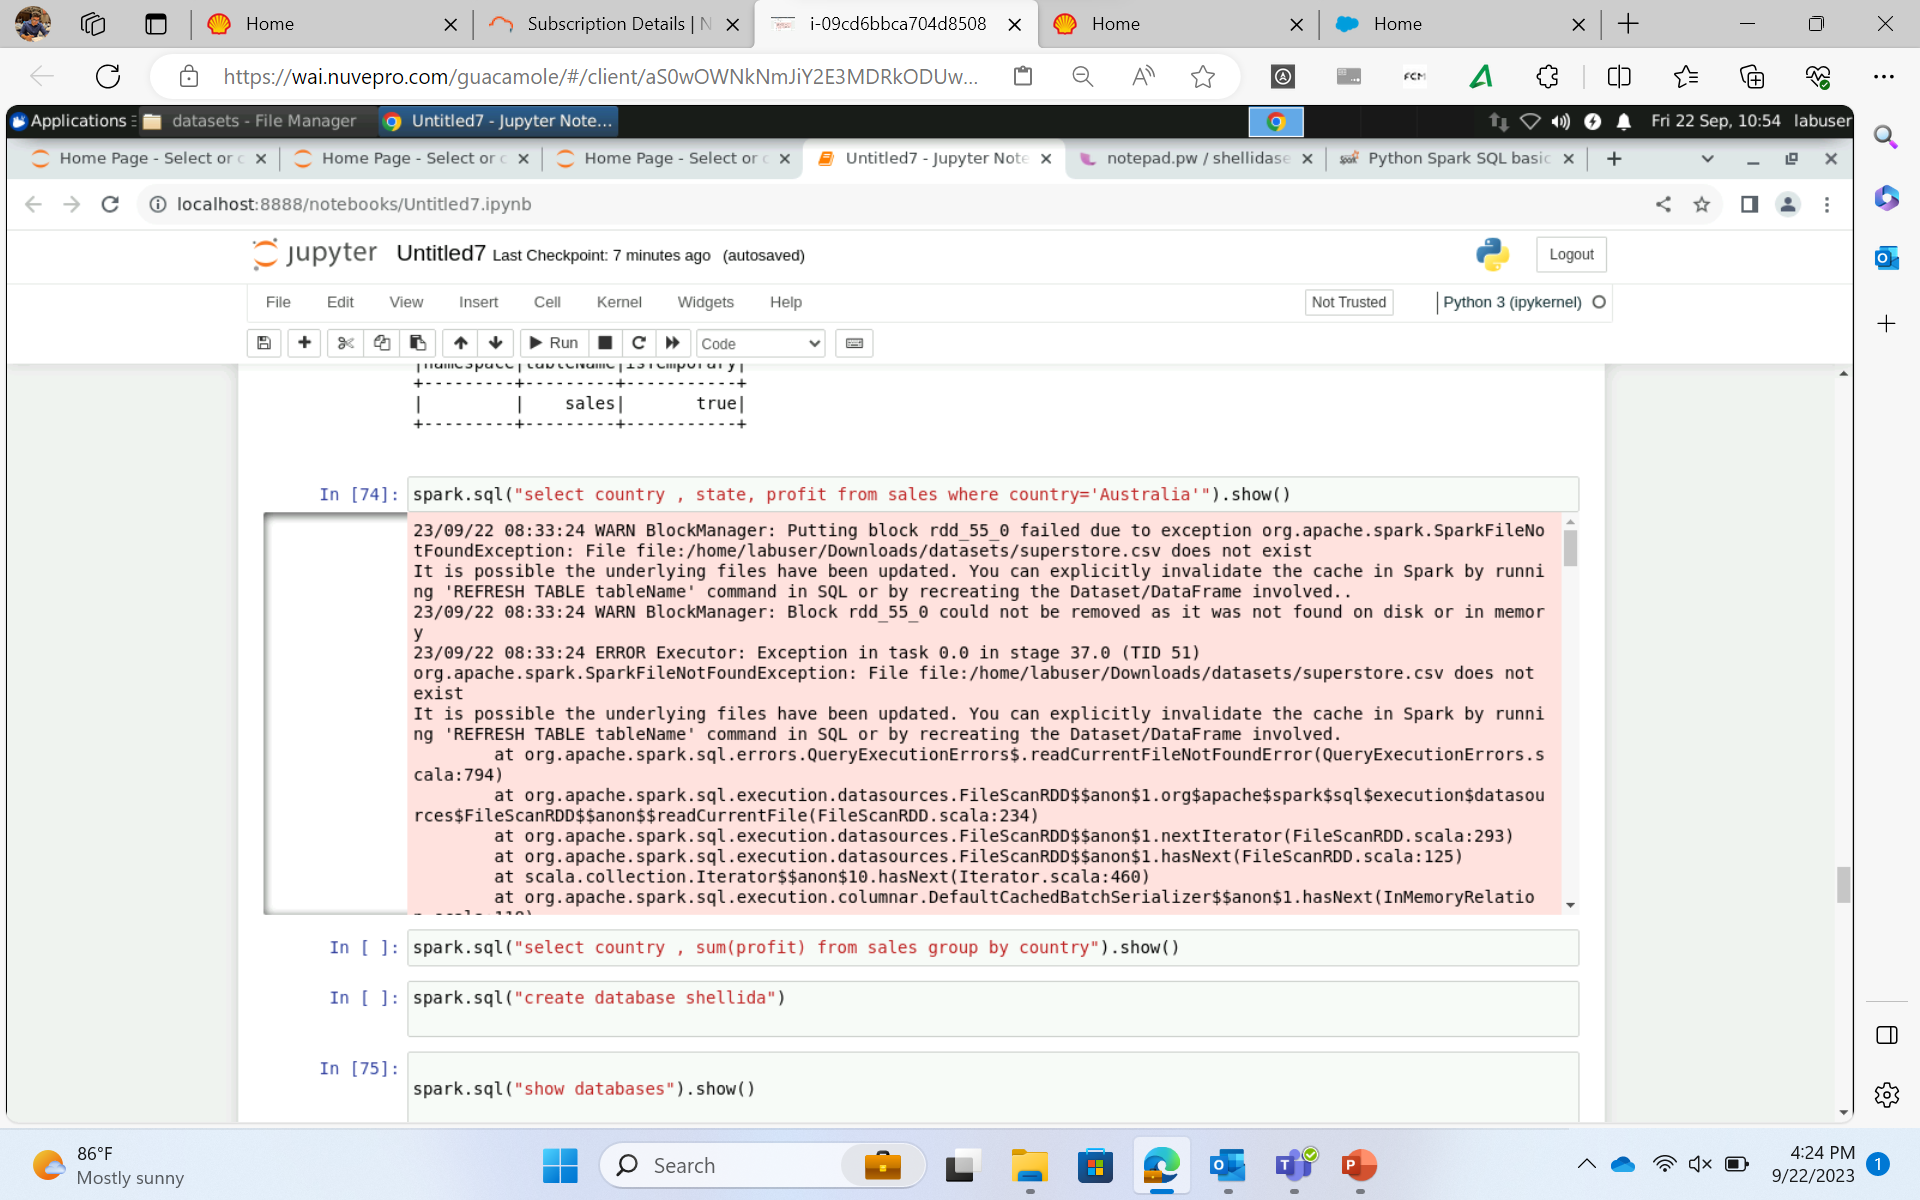 Home
Subscription Details | N
i-09cd6bbca704d8508
Home
Home
https://wai.nuvepro.com/guacamole/#/client/aS0wOWNkNmJiY2E3MDRkODUw...
FCM
Applications
datasets - File Manager
Untitled7 - Jupyter Note...
Fri 22 Sep, 10:54
labuser
Home Page - Select or c
Home Page - Select or c
Home Page - Select or c
Untitled7 - Jupyter Note
notepad.pw / shellidase
Python Spark SQL basic
localhost:8888/notebooks/Untitled7.ipynb
jupyter
Untitled7 Last Checkpoint: 7 minutes ago (autosaved)
Logout
File Edit View Insert Cell Kernel Widgets Help
Not Trusted
Python 3 (ipykernel)
Run
Code
|namespace|tableName|isTemporary|
+---------+---------+-----------+
|         |    sales|       true|
+---------+---------+-----------+
In [74]: spark.sql("select country , state, profit from sales where country='Australia'").show()
23/09/22 08:33:24 WARN BlockManager: Putting block rdd_55_0 failed due to exception org.apache.spark.SparkFileNo
tFoundException: File file:/home/labuser/Downloads/datasets/superstore.csv does not exist
It is possible the underlying files have been updated. You can explicitly invalidate the cache in Spark by runni
ng 'REFRESH TABLE tableName' command in SQL or by recreating the Dataset/DataFrame involved..
23/09/22 08:33:24 WARN BlockManager: Block rdd_55_0 could not be removed as it was not found on disk or in memor
y
23/09/22 08:33:24 ERROR Executor: Exception in task 0.0 in stage 37.0 (TID 51)
org.apache.spark.SparkFileNotFoundException: File file:/home/labuser/Downloads/datasets/superstore.csv does not
exist
It is possible the underlying files have been updated. You can explicitly invalidate the cache in Spark by runni
ng 'REFRESH TABLE tableName' command in SQL or by recreating the Dataset/DataFrame involved.
at org.apache.spark.sql.errors.QueryExecutionErrors$.readCurrentFileNotFoundError(QueryExecutionErrors.s
cala:794)
at org.apache.spark.sql.execution.datasources.FileScanRDD$$anon$1.org$apache$spark$sql$execution$datasou
rces$FileScanRDD$$anon$$readCurrentFile(FileScanRDD.scala:234)
at org.apache.spark.sql.execution.datasources.FileScanRDD$$anon$1.nextIterator(FileScanRDD.scala:293)
at org.apache.spark.sql.execution.datasources.FileScanRDD$$anon$1.hasNext(FileScanRDD.scala:125)
at scala.collection.Iterator$$anon$10.hasNext(Iterator.scala:460)
at org.apache.spark.sql.execution.columnar.DefaultCachedBatchSerializer$$anon$1.hasNext(InMemoryRelatio
In [ ]: spark.sql("select country , sum(profit) from sales group by country").show()
In [ ]: spark.sql("create database shellida")
In [75]:
spark.sql("show databases").show()
86°F
Mostly sunny
Search
4:24 PM
9/22/2023
1